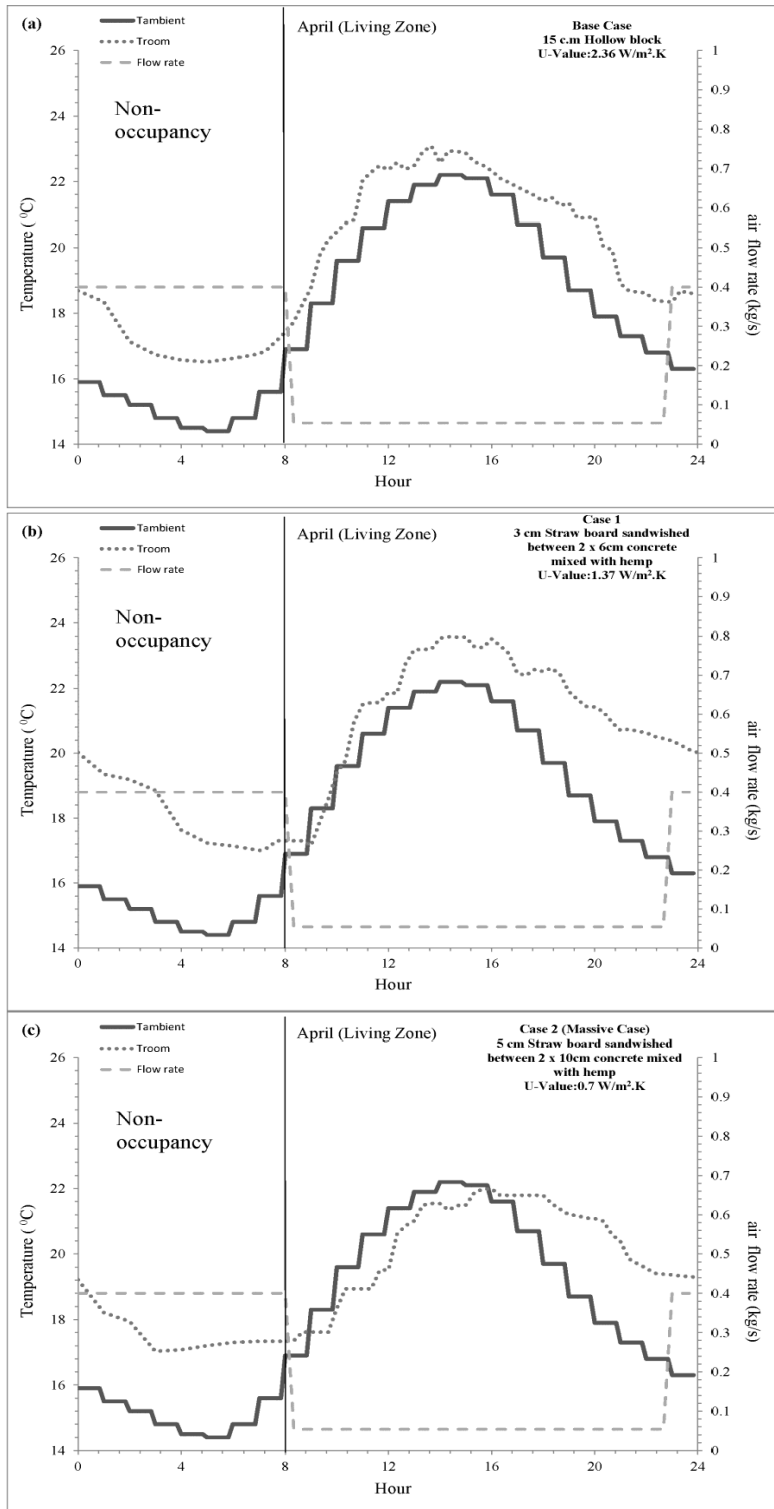 (a)
Tambient
Troom
Flow rate
April (Living Zone)
Base Case
15 c.m Hollow block
U-Value:2.36 W/m².K
Non-
occupancy
Temperature ( ⁰C)
26
24
22
20
18
16
14
0
4
8
12
16
20
24
Hour
1
0.9
0.8
0.7
0.6
0.5
0.4
0.3
0.2
0.1
0
air flow rate (kg/s)
(b)
Tambient
Troom
Flow rate
April (Living Zone)
Case 1
3 cm Straw board sandwished
between 2 x 6cm concrete
mixed with hemp
U-Value:1.37 W/m².K
Non-
occupancy
Temperature ( ⁰C)
26
24
22
20
18
16
14
0
4
8
12
16
20
24
Hour
1
0.9
0.8
0.7
0.6
0.5
0.4
0.3
0.2
0.1
0
air flow rate (kg/s)
(c)
Tambient
Troom
Flow rate
April (Living Zone)
Case 2 (Massive Case)
5 cm Straw board sandwished
between 2 x 10cm concrete mixed
with hemp
U-Value:0.7 W/m².K
Non-
occupancy
Temperature ( ⁰C)
26
24
22
20
18
16
14
0
4
8
12
16
20
24
Hour
1
0.9
0.8
0.7
0.6
0.5
0.4
0.3
0.2
0.1
0
air flow rate (kg/s)